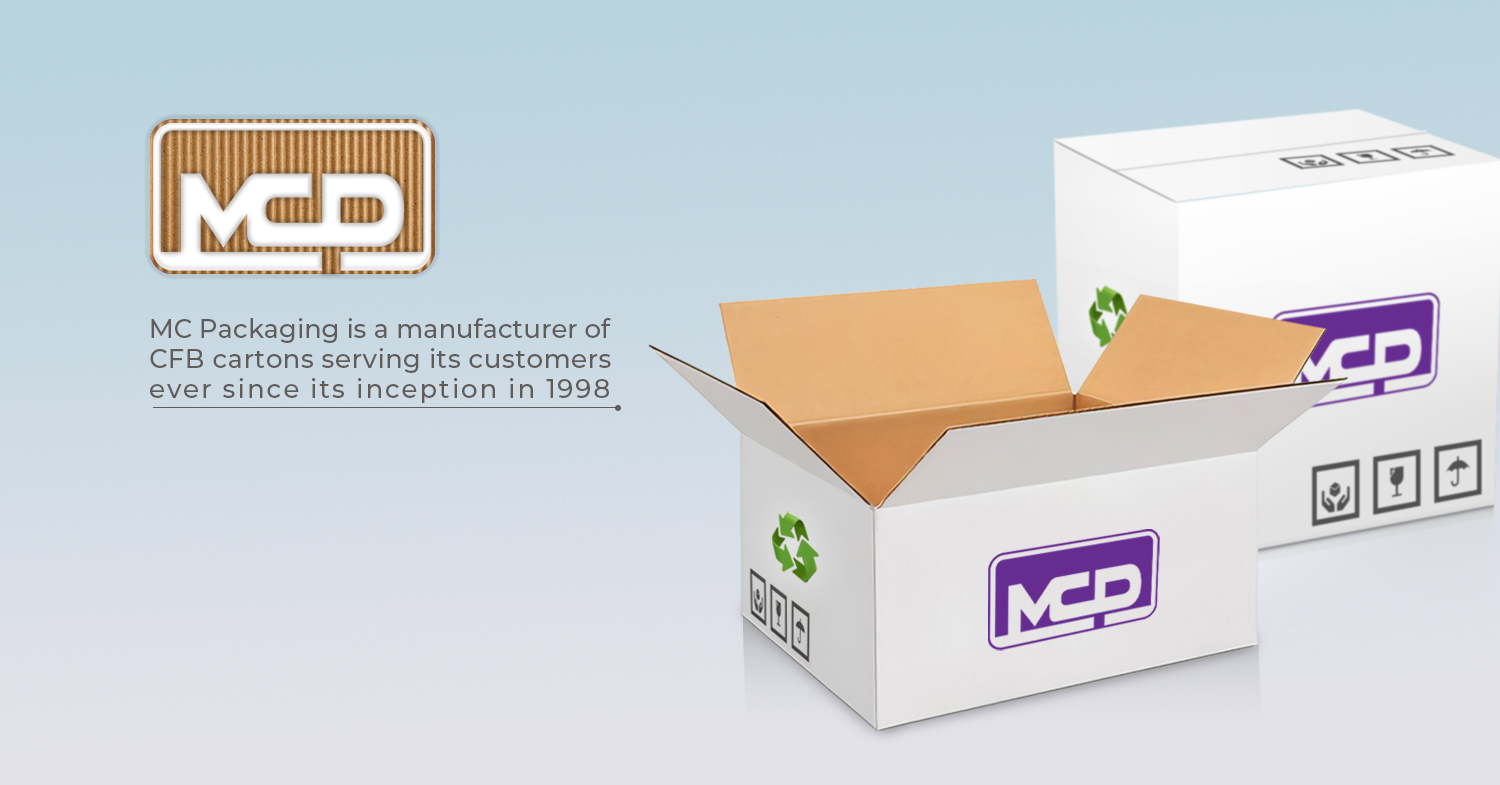 MCP
MC Packaging is a manufacturer of
CFB cartons serving its customers
ever since its inception in 1998
MCP
MCP